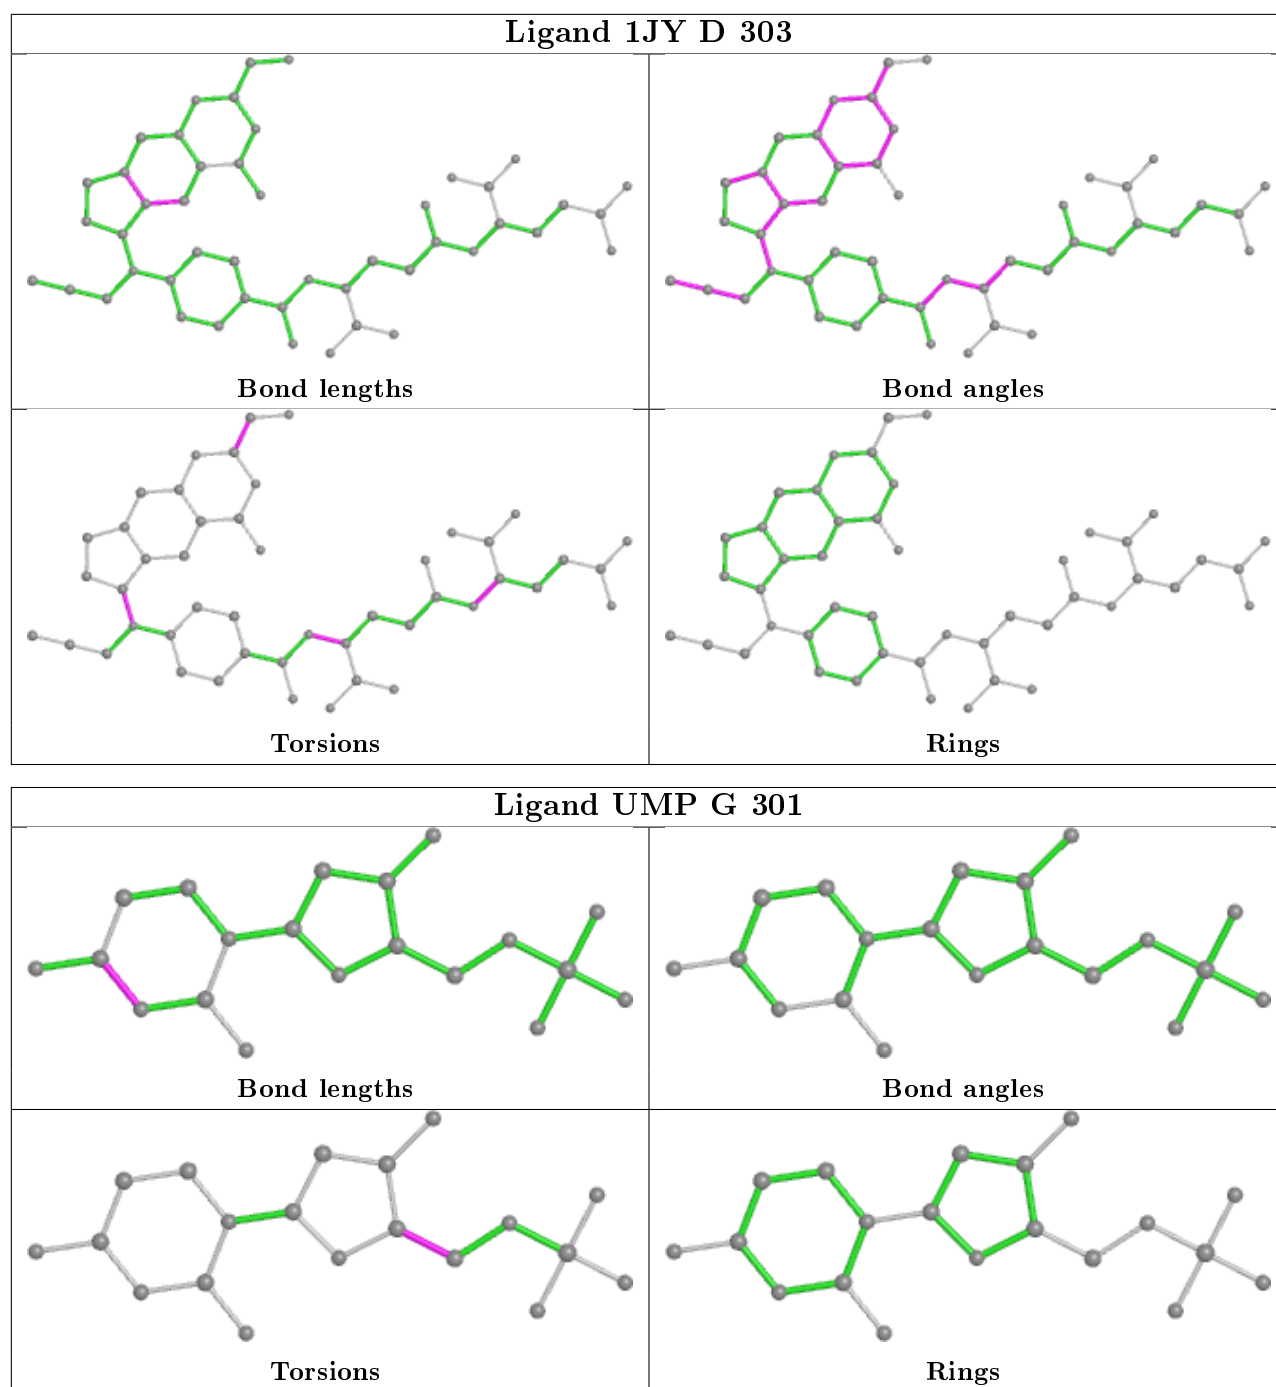 Ligand 1JY D 303
Bond lengths
Bond angles
Torsions
Rings
Ligand UMP G 301
Bond lengths
Bond angles
Torsions
Rings